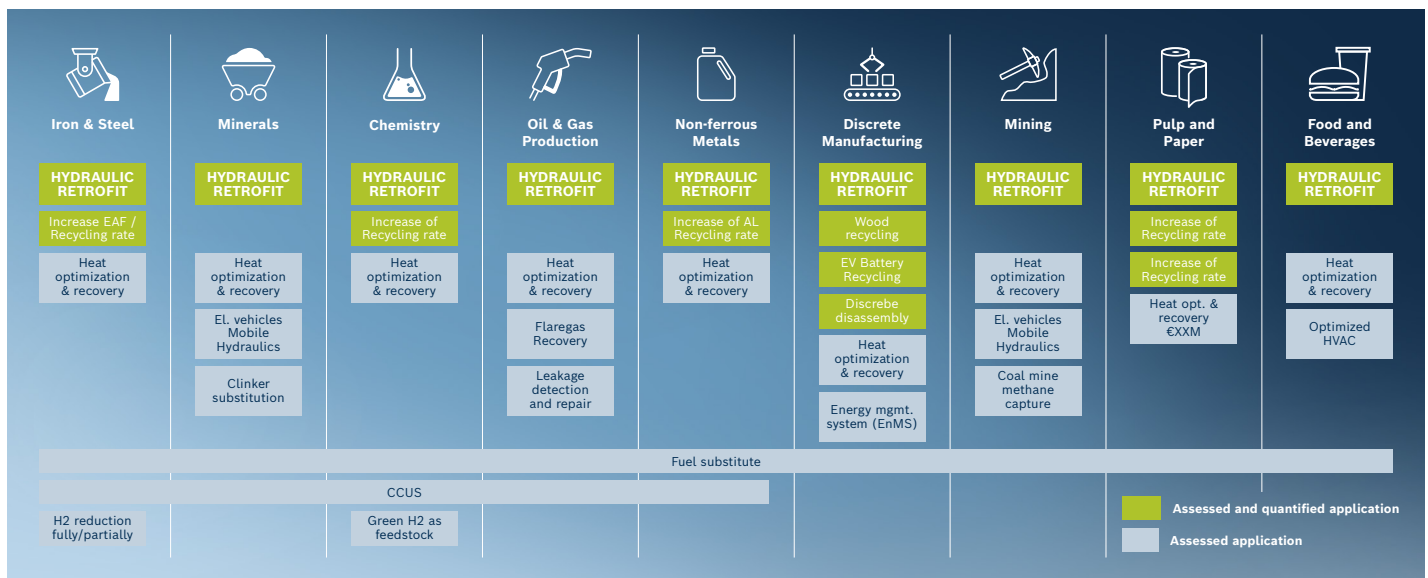 Iron & Steel
HYDRAULIC
RETROFIT
Increase EAF /
Recycling rate
Heat
optimization
& recovery
Minerals
HYDRAULIC
RETROFIT
Heat
optimization
& recovery
El. vehicles
Mobile
Hydraulics
Clinker
substitution
Chemistry
HYDRAULIC
RETROFIT
Increase of
Recycling rate
Heat
optimization
& recovery
Oil & Gas
Production
HYDRAULIC
RETROFIT
Heat
optimization
& recovery
Flaregas
Recovery
Leakage
detection
and repair
Non-ferrous
Metals
HYDRAULIC
RETROFIT
Increase of AL
Recycling rate
Heat
optimization
& recovery
Discrete
Manufacturing
HYDRAULIC
RETROFIT
Wood
recycling
EV Battery
Recycling
Discrebe
disassembly
Heat
optimization
& recovery
Energy mgmt.
system (EnMS)
Mining
HYDRAULIC
RETROFIT
Heat
optimization
& recovery
El. vehicles
Mobile
Hydraulics
Coal mine
methane
capture
Pulp and
Paper
HYDRAULIC
RETROFIT
Increase of
Recycling rate
Increase of
Recycling rate
Heat opt. &
recovery
€XXM
Food and
Beverages
HYDRAULIC
RETROFIT
Heat
optimization
& recovery
Optimized
HVAC
Fuel substitute
CCUS
H2 reduction
fully/partially
Green H2 as
feedstock
Assessed and quantified application
Assessed application